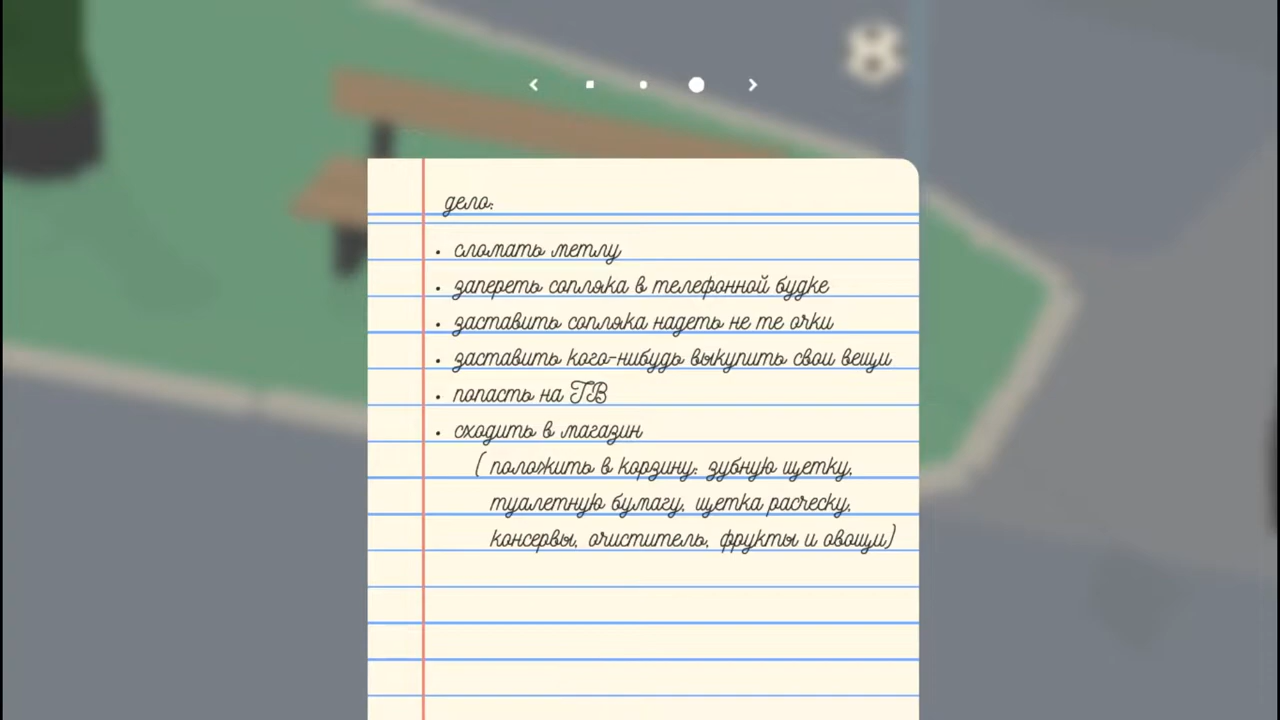 дело:
• сломать метлу
• запереть сопляка в телефонной будке
• заставить сопляка надеть не те очки
• заставить кого-нибудь выкупить свои вещи
• попасть на ТВ
• сходить в магазин
( положить в корзину: зубную щетку,
туалетную бумагу, щетка расческу,
консервы, очиститель, фрукты и овощи)